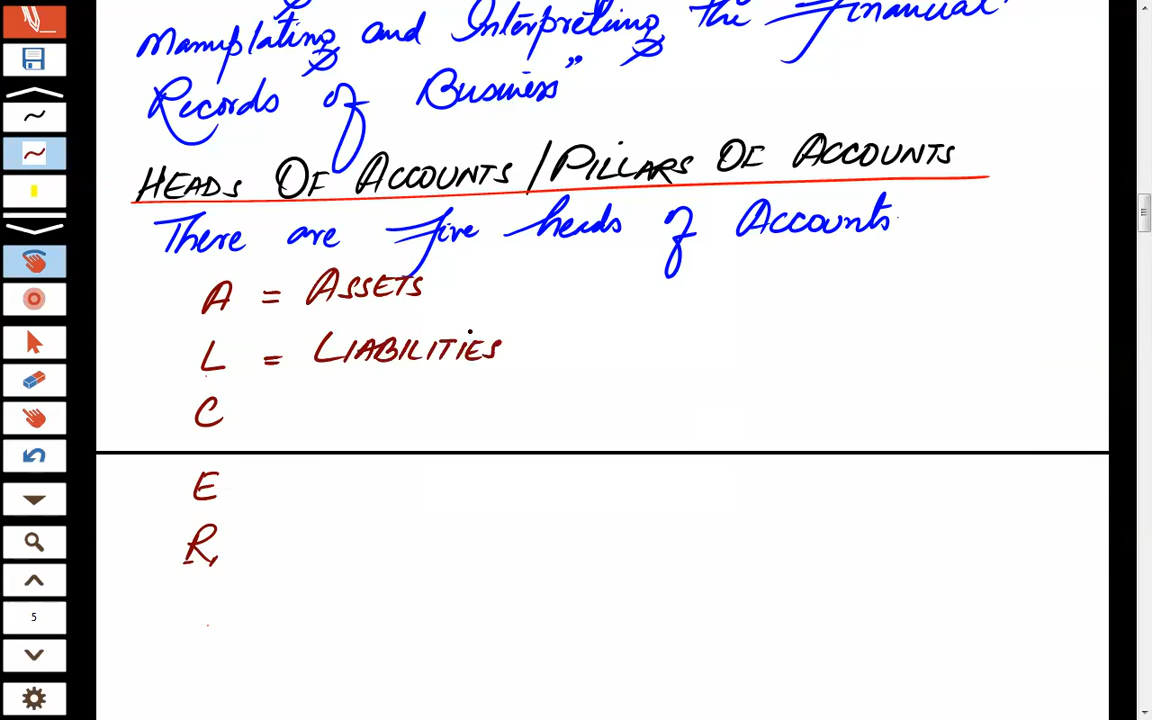 Manuplating and Interpreting the Financial
Records of Business"
HEADS OF ACCOUNTS / PILLARS OF ACCOUNTS
There are five heads of Accounts
A = ASSETS
L = LIABILITIES
C
E
R
5